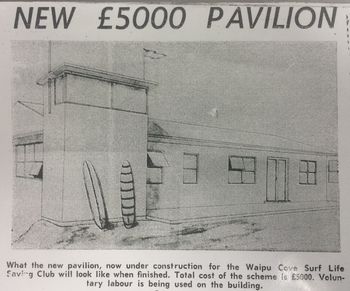 NEW £5000 PAVILION
What the new pavilion, now under construction for the Waipu Cove Surf Life
Saving Club will look like when finished. Total cost of the scheme is £5000. Volun-
tary labour is being used on the building.